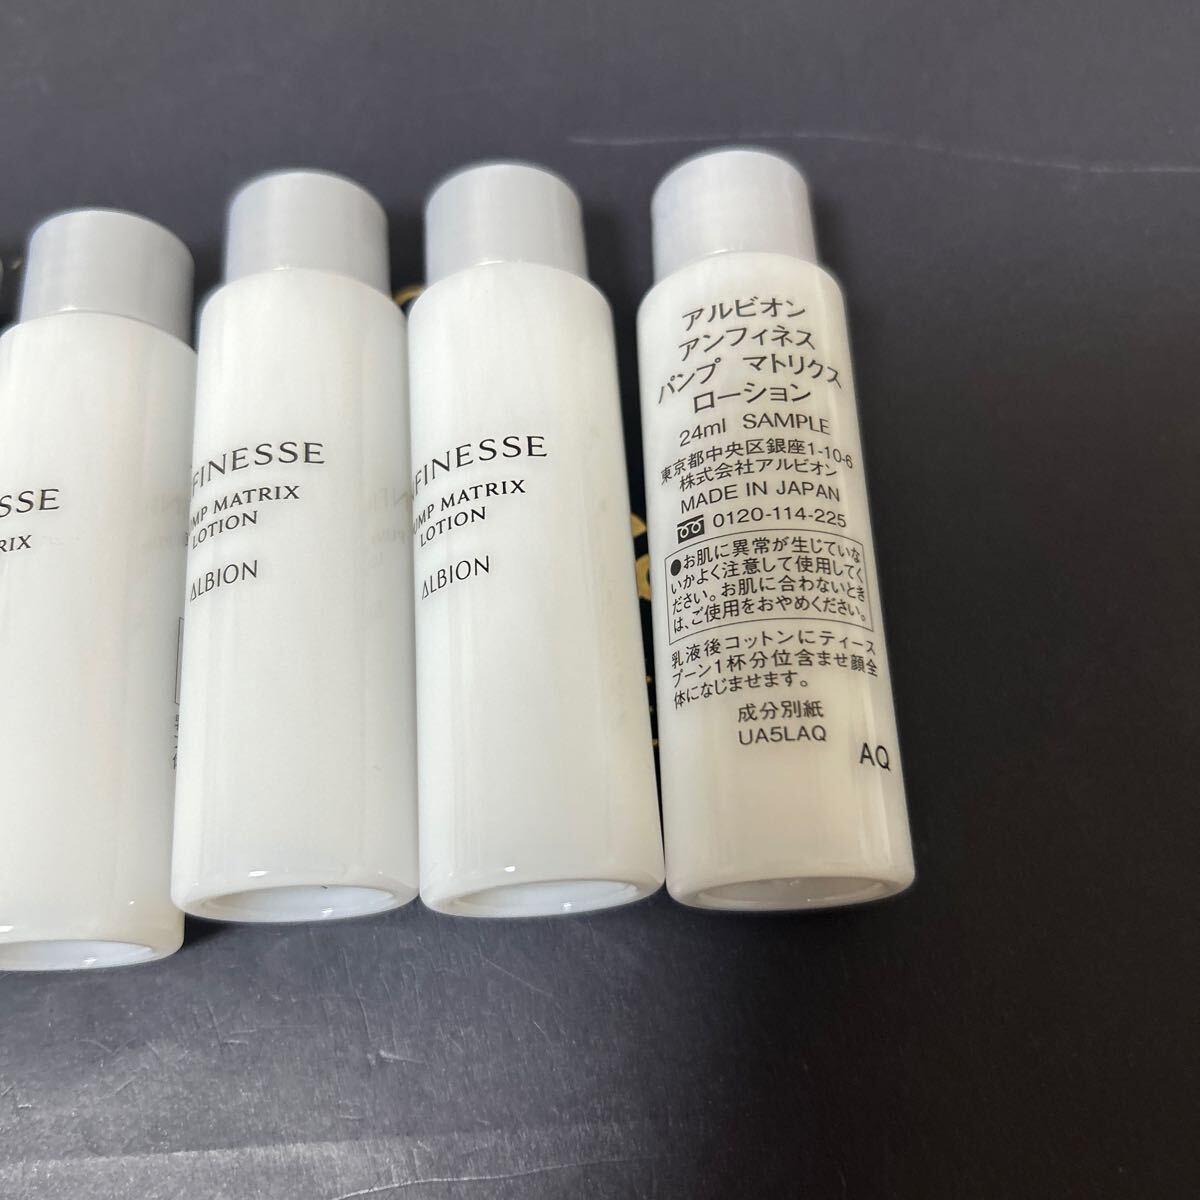 SSE
RIX
FINESSE
MP MATRIX
LOTION
ALBION
FINESSE
UMP MATRIX
LOTION
ALBION
アルビオン
アンフィネス
パンプ マトリクス
ローション
24ml SAMPLE
東京都中央区銀座1-10-6
株式会社アルビオン
MADE IN JAPAN
0120-114-225
●お肌に異常が生じていな
いかよく注意して使用してく
ださい。お肌に合わないとき
は、ご使用をおやめください。
乳液後コットンにティース
プーン1杯分位含ませ顔全
体になじませます。
成分別紙
UA5LAQ
AQ